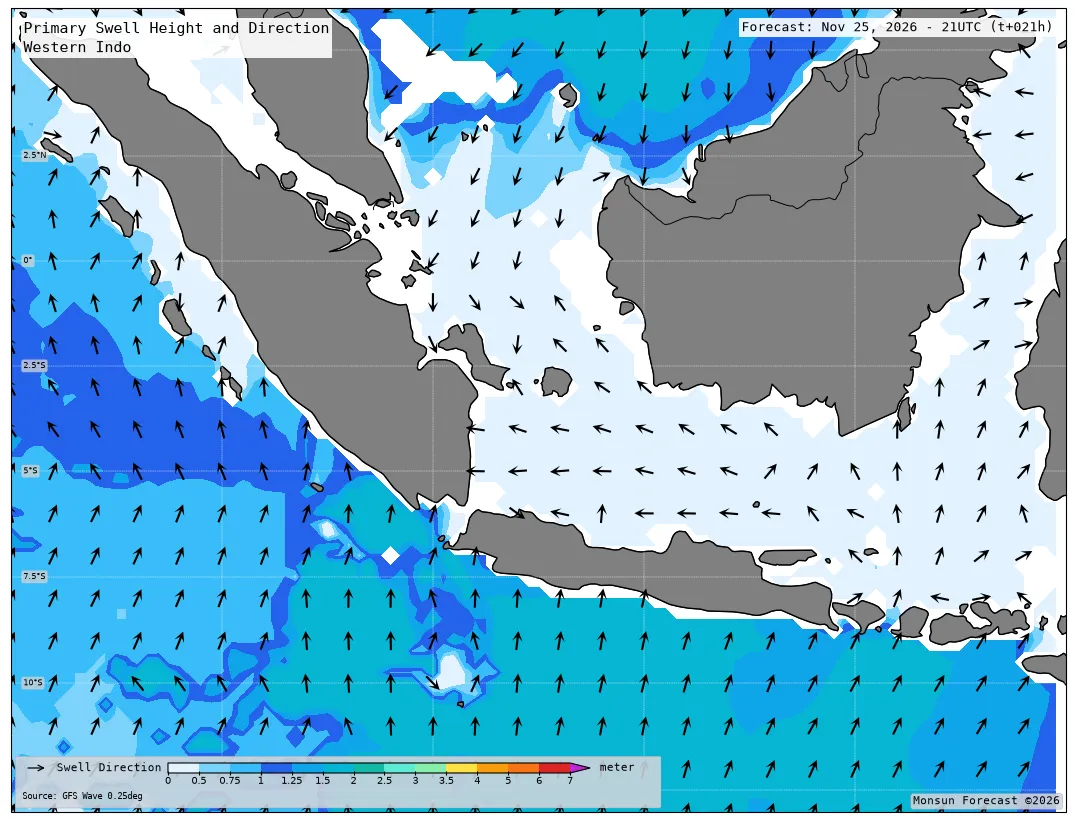 Primary Swell Height and Direction
Western Indo
Forecast: Nov 25, 2026 - 21UTC (t+021h)
2.5°N
0°
2.5°S
5°S
7.5°S
10°S
Swell Direction
0 0.5 0.75 1 1.25 1.5 2 2.5 3 3.5 4 5 6 7
meter
Source: GFS Wave 0.25deg
Monsun Forecast ©2026